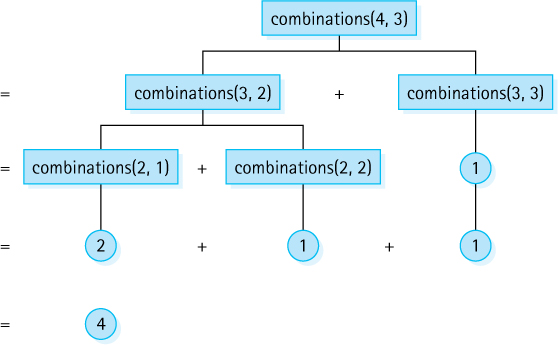 combinations(4, 3)
= combinations(3, 2) + combinations(3, 3)
= combinations(2, 1) + combinations(2, 2) 1
= 2 + 1 + 1
= 4